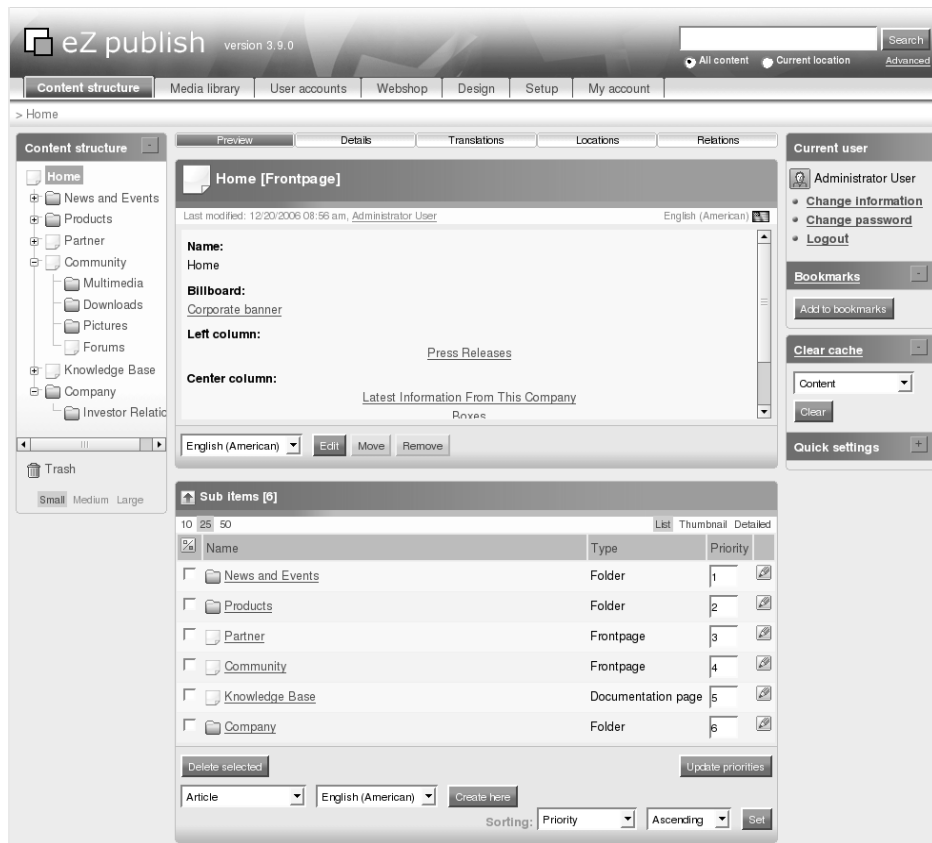 eZ publish version 3.9.0
Search
All content Current location Advanced
Content structure Media library User accounts Webshop Design Setup My account
> Home
Content structure -
Home
News and Events
Products
Partner
Community
Multimedia
Downloads
Pictures
Forums
Knowledge Base
Company
Investor Relatio
Trash
Small Medium Large
Preview Details Translations Locations Relations
Home [Frontpage]
Last modified: 12/20/2006 08:56 am, Administrator User English (American)
Name:
Home
Billboard:
Corporate banner
Left column:
Press Releases
Center column:
Latest Information From This Company
Boxes
English (American) Edit Move Remove
Sub items [6]
10 25 50 List Thumbnail Detailed
Name Type Priority
News and Events Folder 1
Products Folder 2
Partner Frontpage 3
Community Frontpage 4
Knowledge Base Documentation page 5
Company Folder 6
Delete selected Update priorities
Article English (American) Create here
Sorting: Priority Ascending Set
Current user
Administrator User
Change information
Change password
Logout
Bookmarks -
Add to bookmarks
Clear cache -
Content
Clear
Quick settings +